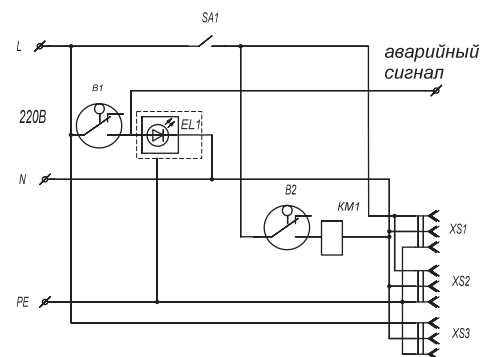 SA1
L
аварийный
сигнал
B1
220В
EL1
N
B2
KM1
XS1
XS2
PE
XS3